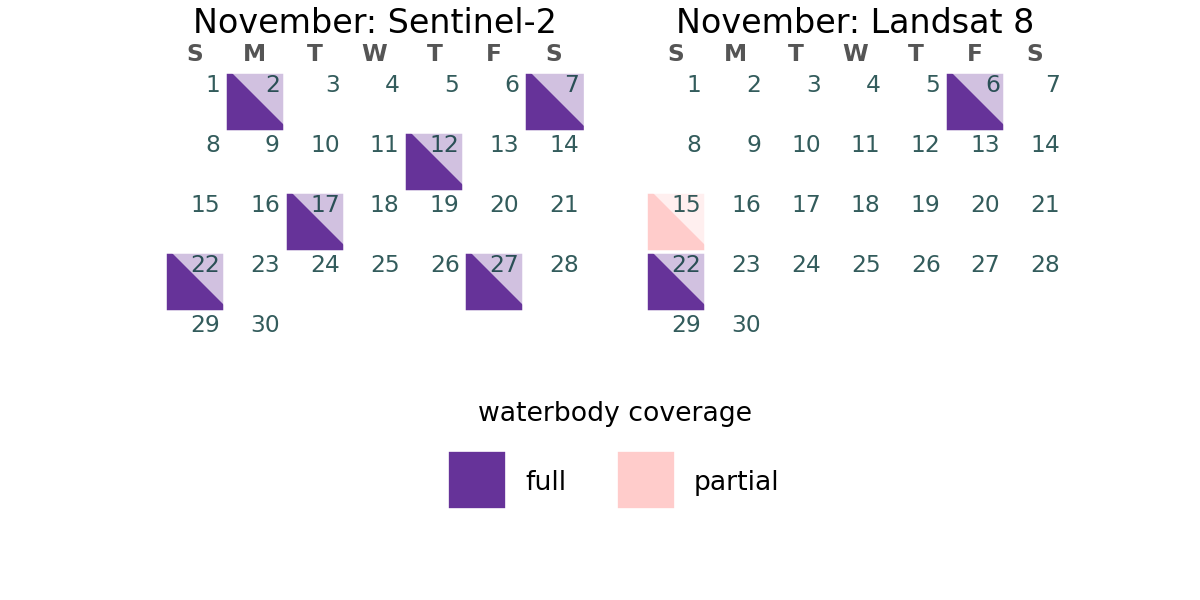 November: Sentinel-2
S M T W T F S
1 2 3 4 5 6 7
8 9 10 11 12 13 14
15 16 17 18 19 20 21
22 23 24 25 26 27 28
29 30
November: Landsat 8
S M T W T F S
1 2 3 4 5 6 7
8 9 10 11 12 13 14
15 16 17 18 19 20 21
22 23 24 25 26 27 28
29 30
waterbody coverage
full partial